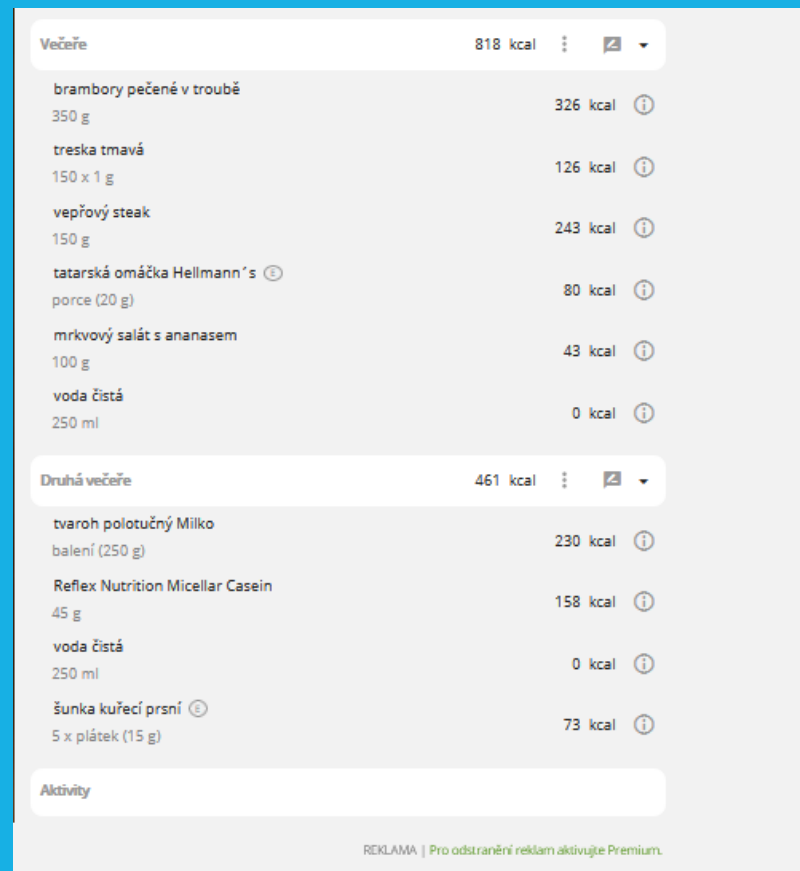 Večeře 818 kcal
brambory pečené v troubě
350 g
326 kcal
treska tmavá
150 x 1 g
126 kcal
vepřový steak
150 g
243 kcal
tatarská omáčka Hellmann´s E
porce (20 g)
80 kcal
mrkvový salát s ananasem
100 g
43 kcal
voda čistá
250 ml
0 kcal
Druhá večeře 461 kcal
tvaroh polotučný Milko
balení (250 g)
230 kcal
Reflex Nutrition Micellar Casein
45 g
158 kcal
voda čistá
250 ml
0 kcal
šunka kuřecí prsní E
5 x plátek (15 g)
73 kcal
Aktivity
REKLAMA | Pro odstranění reklam aktivujte Premium.